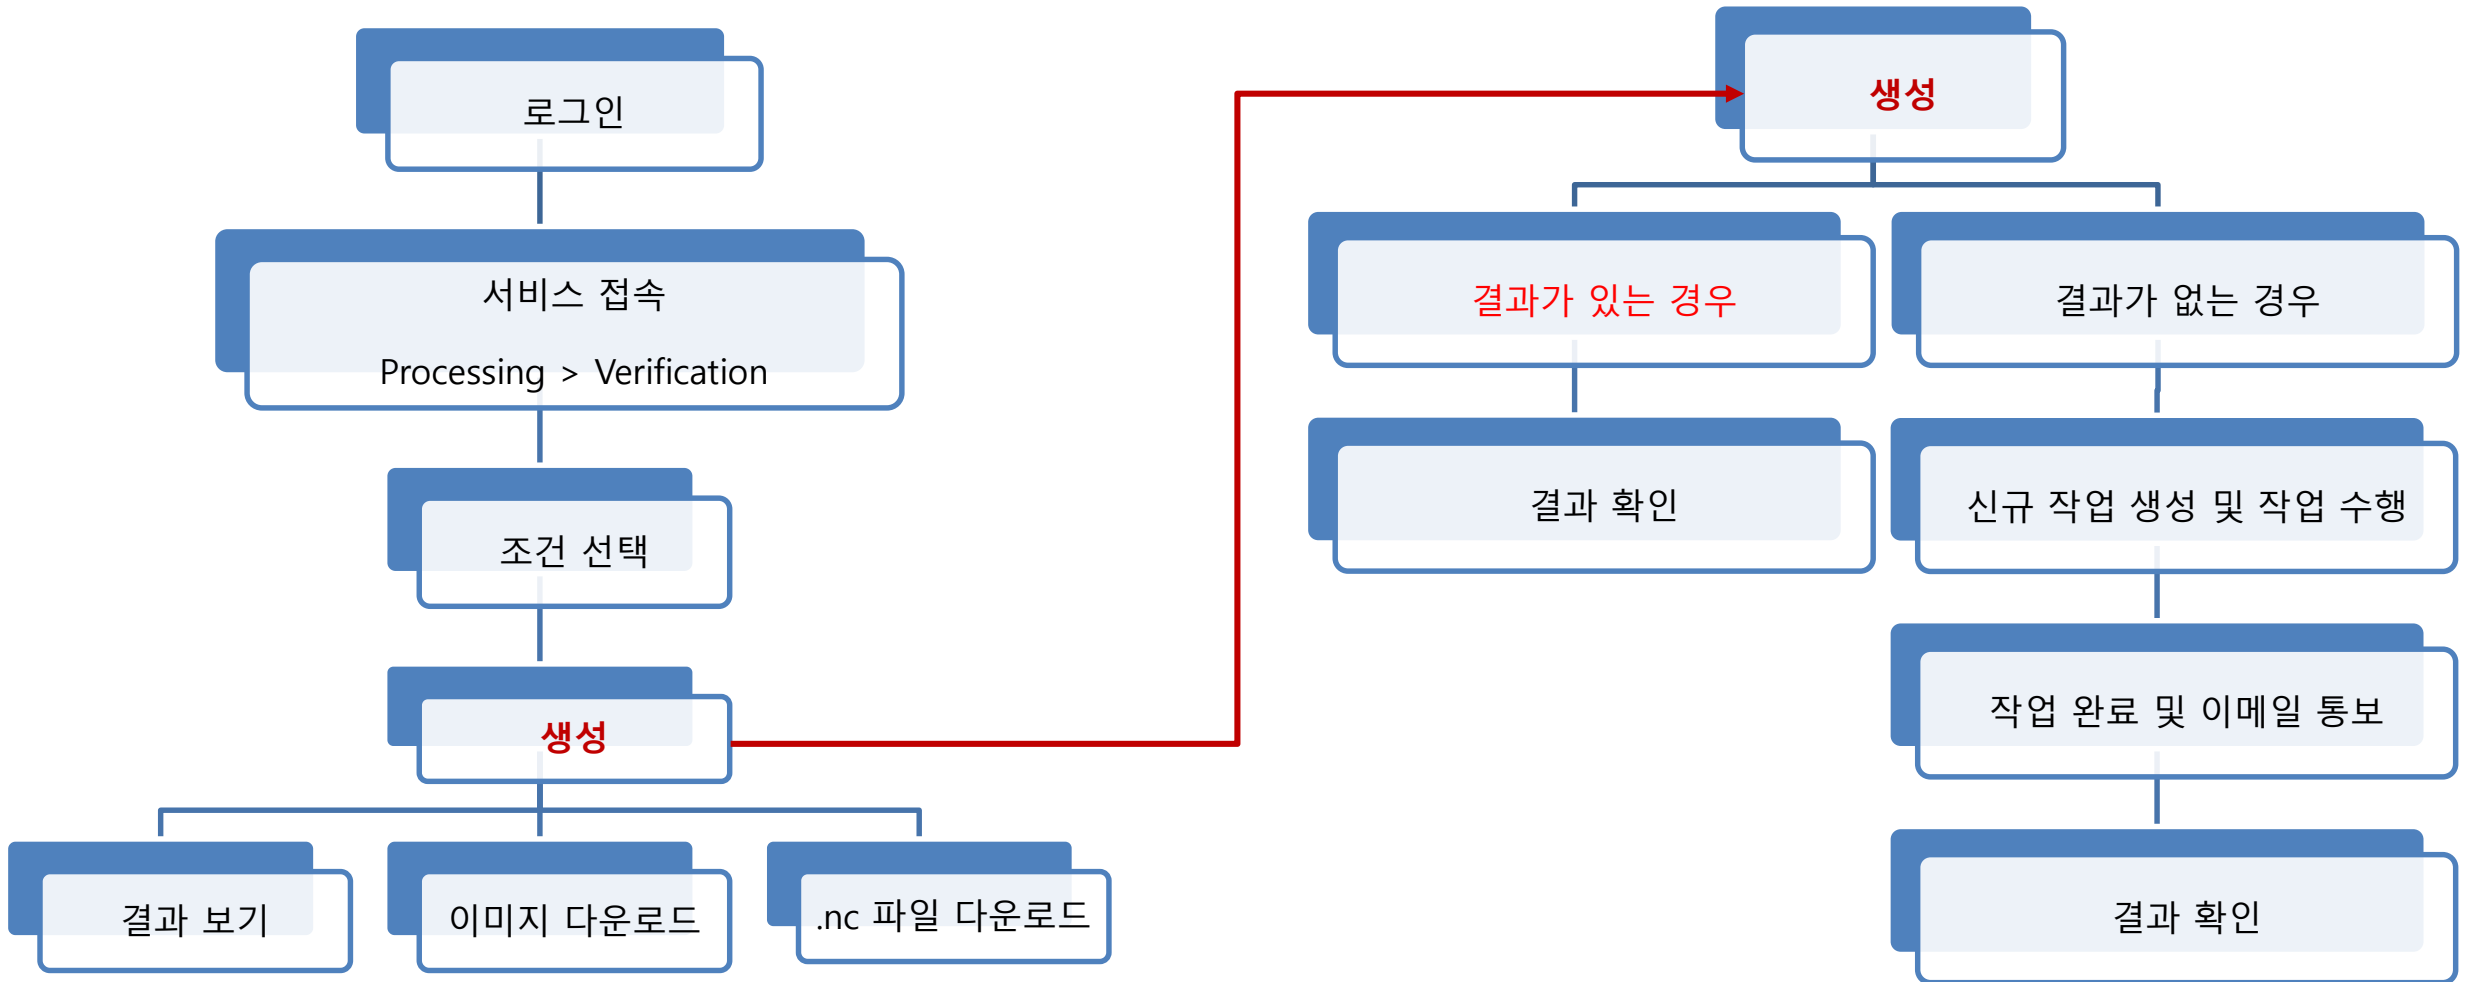 로그인
서비스 접속
Processing > Verification
조건 선택
생성
결과 보기
이미지 다운로드
.nc 파일 다운로드
생성
결과가 있는 경우
결과 확인
결과가 없는 경우
신규 작업 생성 및 작업 수행
작업 완료 및 이메일 통보
결과 확인